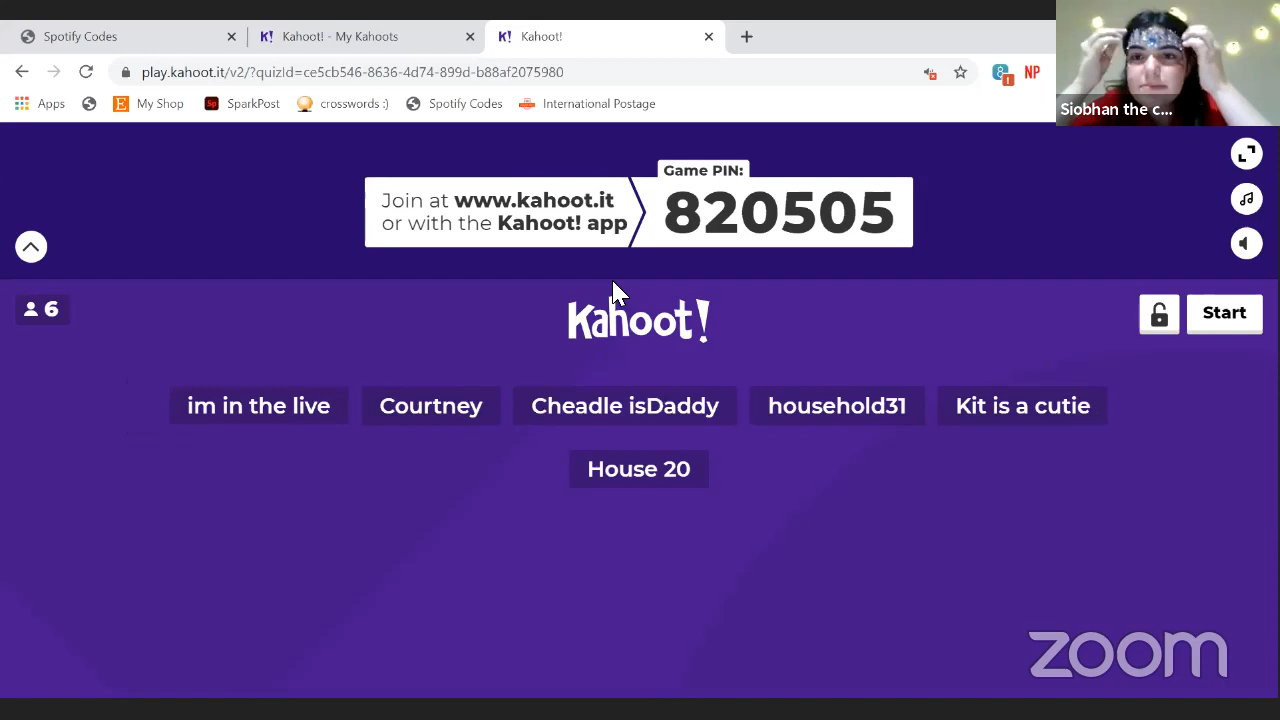 Spotify Codes
Kahoot! - My Kahoots
Kahoot!
play.kahoot.it/v2/?quizId=ce5b546-8636-4d74-899d-b88af2075980
NP
Apps
My Shop
Sp
SparkPost
crosswords :)
Spotify Codes
International Postage
Siobhan the c...
Game PIN:
Join at www.kahoot.it
or with the Kahoot! app
820505
6
Kahoot!
Start
im in the live
Courtney
Cheadle isDaddy
household31
Kit is a cutie
House 20
zoom